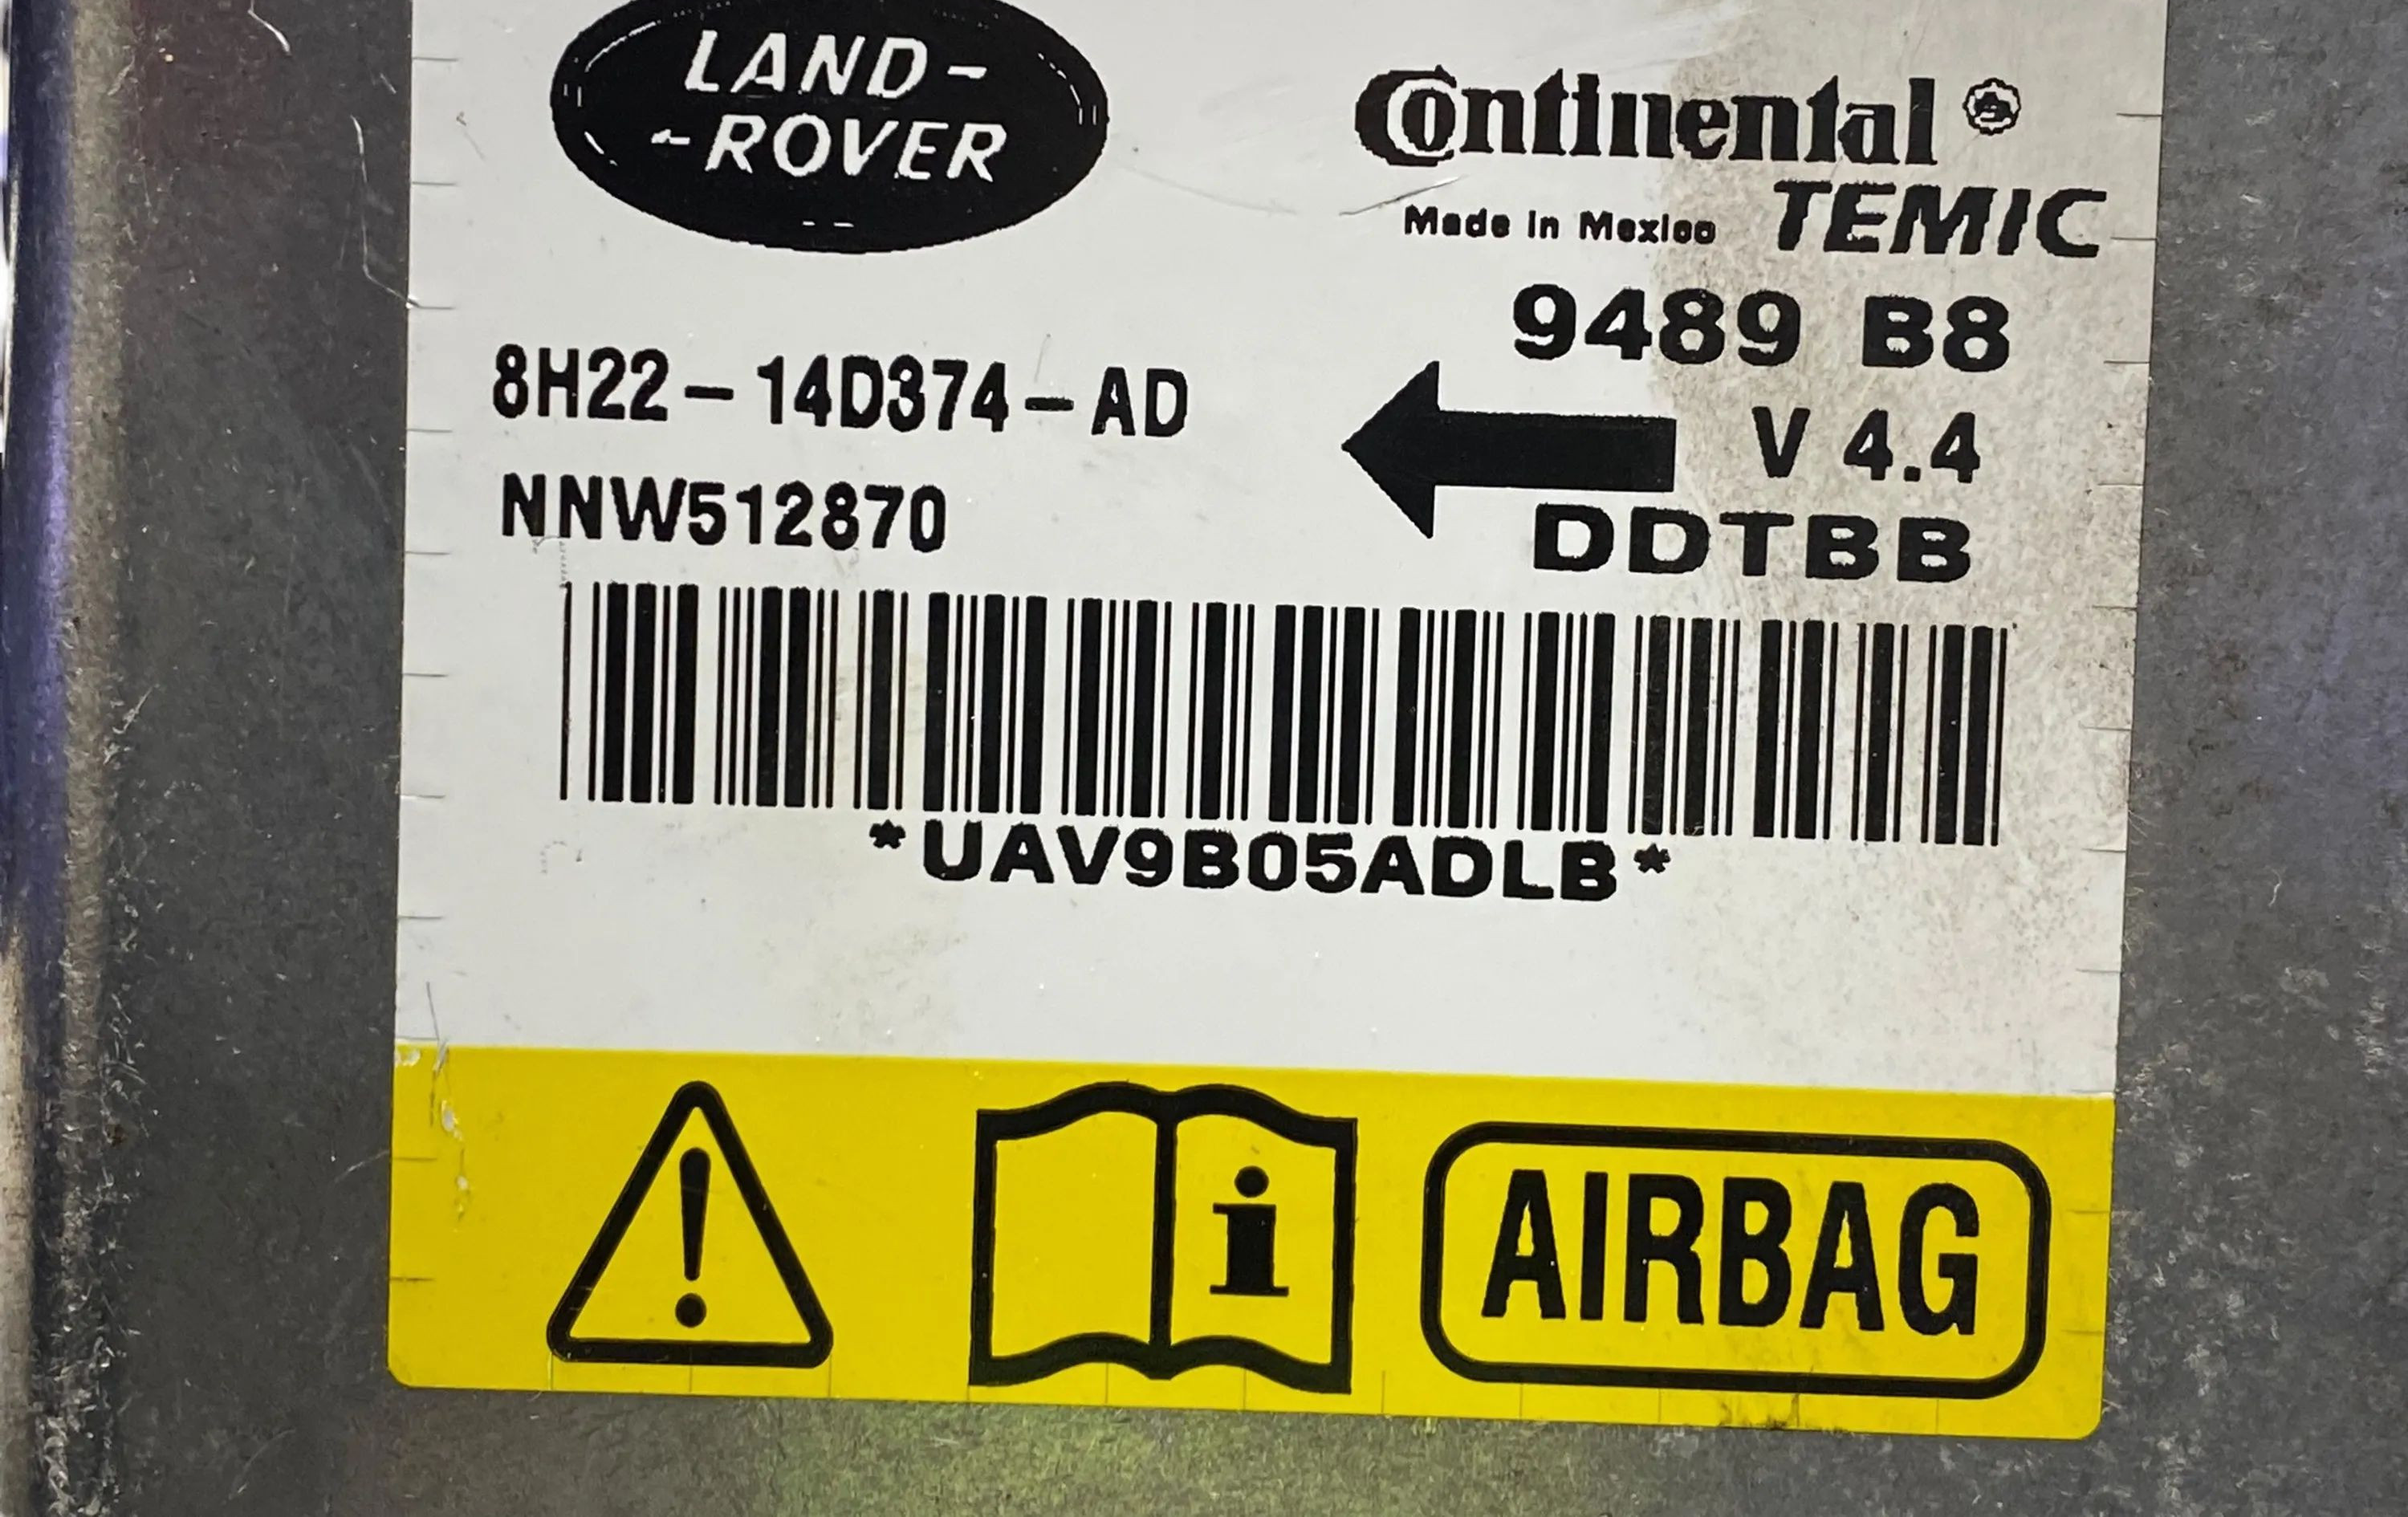 LAND-
-ROVER
Continental
Made in Mexico TEMIC
9489 B8
8H22-14D374-AD
V 4.4
NNW512870
DDTBB
*UAV9B05ADLB*
i
AIRBAG